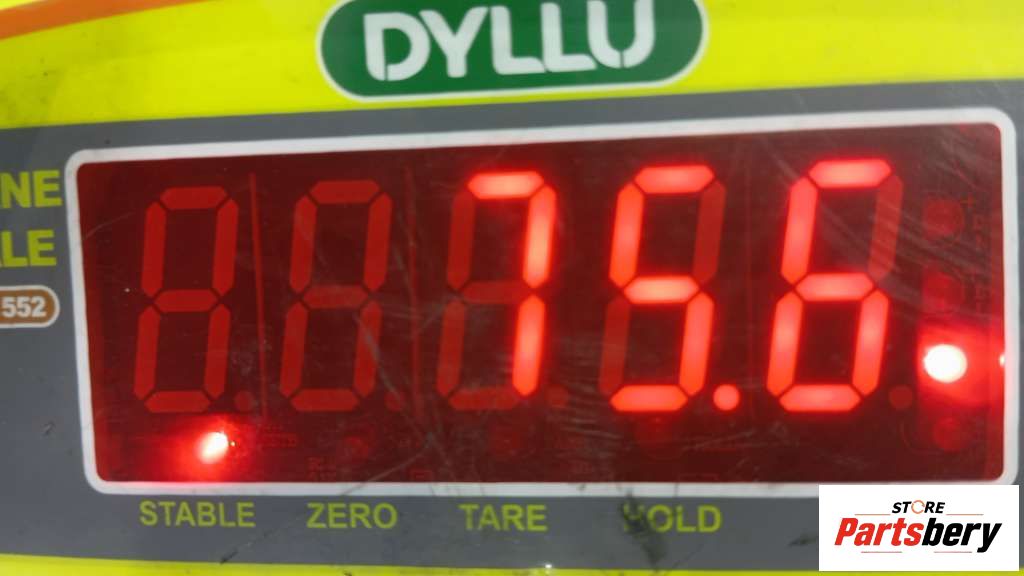 DYLLU
NE
LE
552
75.6
STABLE ZERO TARE HOLD
STORE
Partsbery